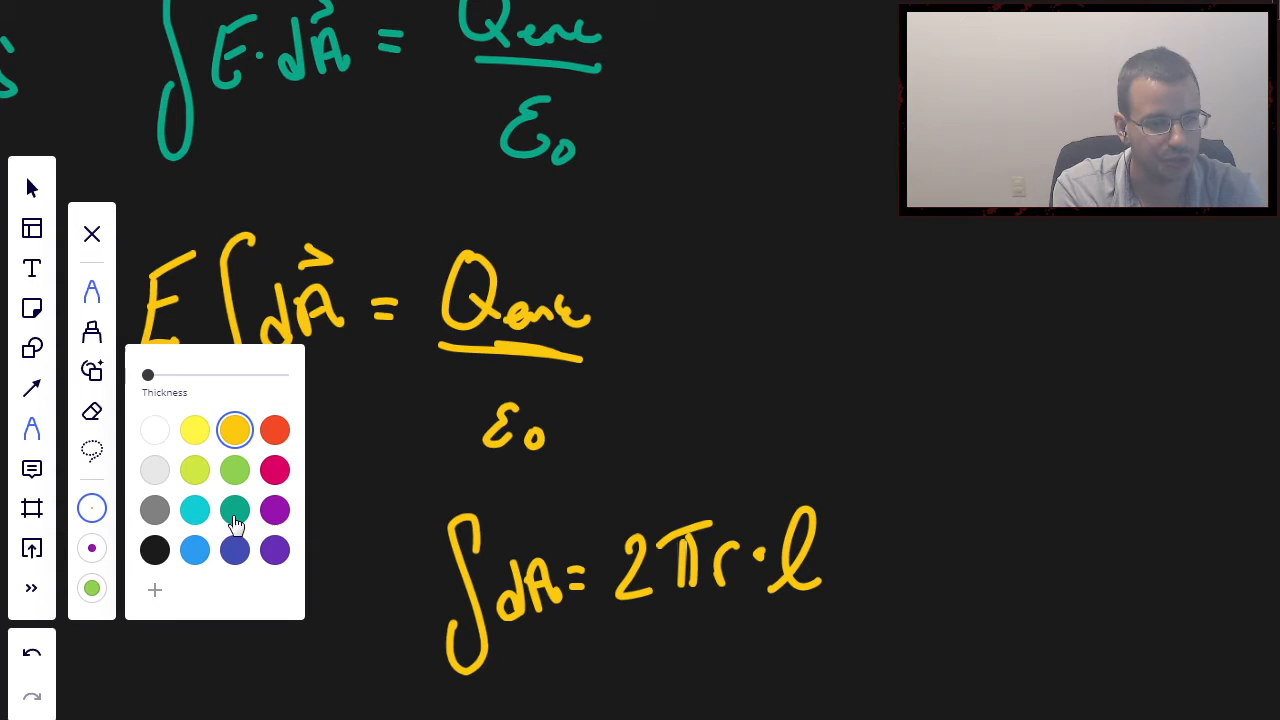 ∫ E · dA⃗ = Qenc / ε0
E ∫ dA⃗ = Qenc / ε0
Thickness
∫ dA = 2πr · l